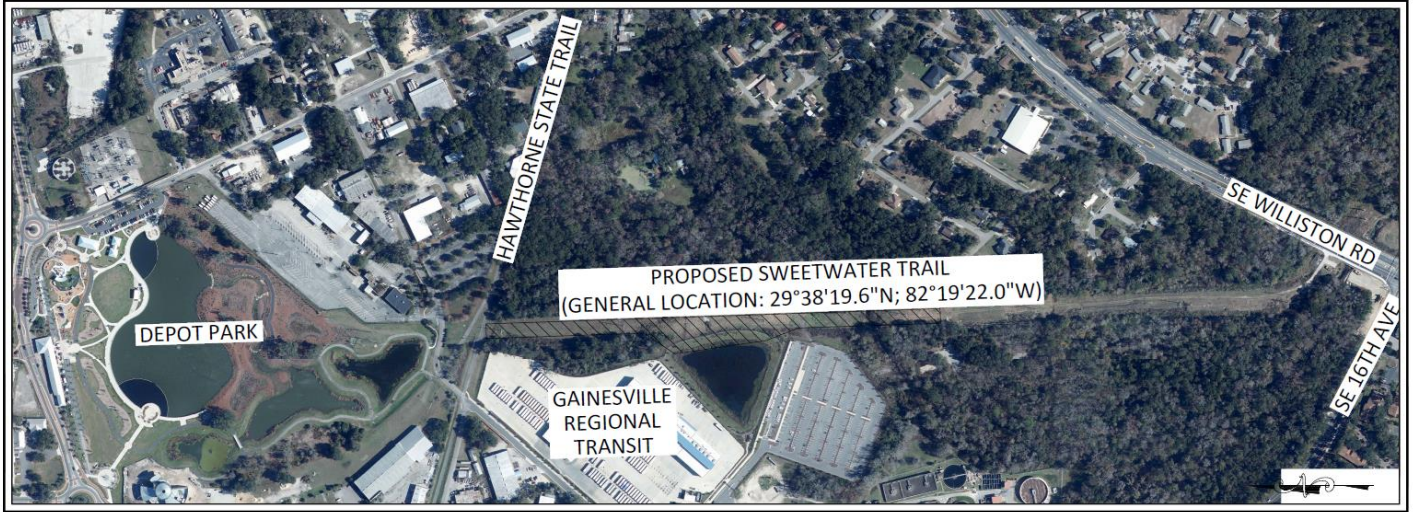 HAWTHORNE STATE TRAIL
SE WILLISTON RD
PROPOSED SWEETWATER TRAIL
(GENERAL LOCATION: 29°38'19.6"N; 82°19'22.0"W)
DEPOT PARK
SE 16TH AVE
GAINESVILLE
REGIONAL
TRANSIT